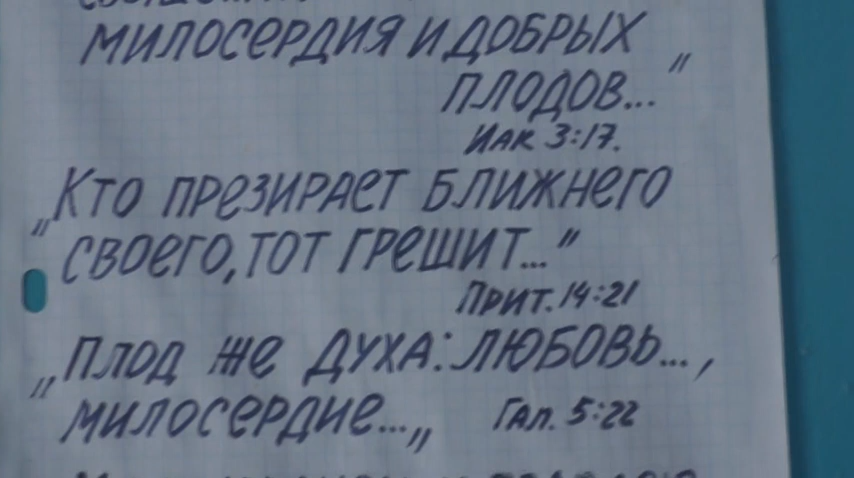 МИЛОСЕРДИЯ И ДОБРЫХ
ПЛОДОВ..."
ИАК 3:17.
„КТО ПРЕЗИРАЕТ БЛИЖНЕГО
СВОЕГО, ТОТ ГРЕШИТ..."
ПРИТ. 14:21
„ПЛОД ЖЕ ДУХА: ЛЮБОВЬ...,
МИЛОСЕРДИЕ...„ ГАЛ. 5:22